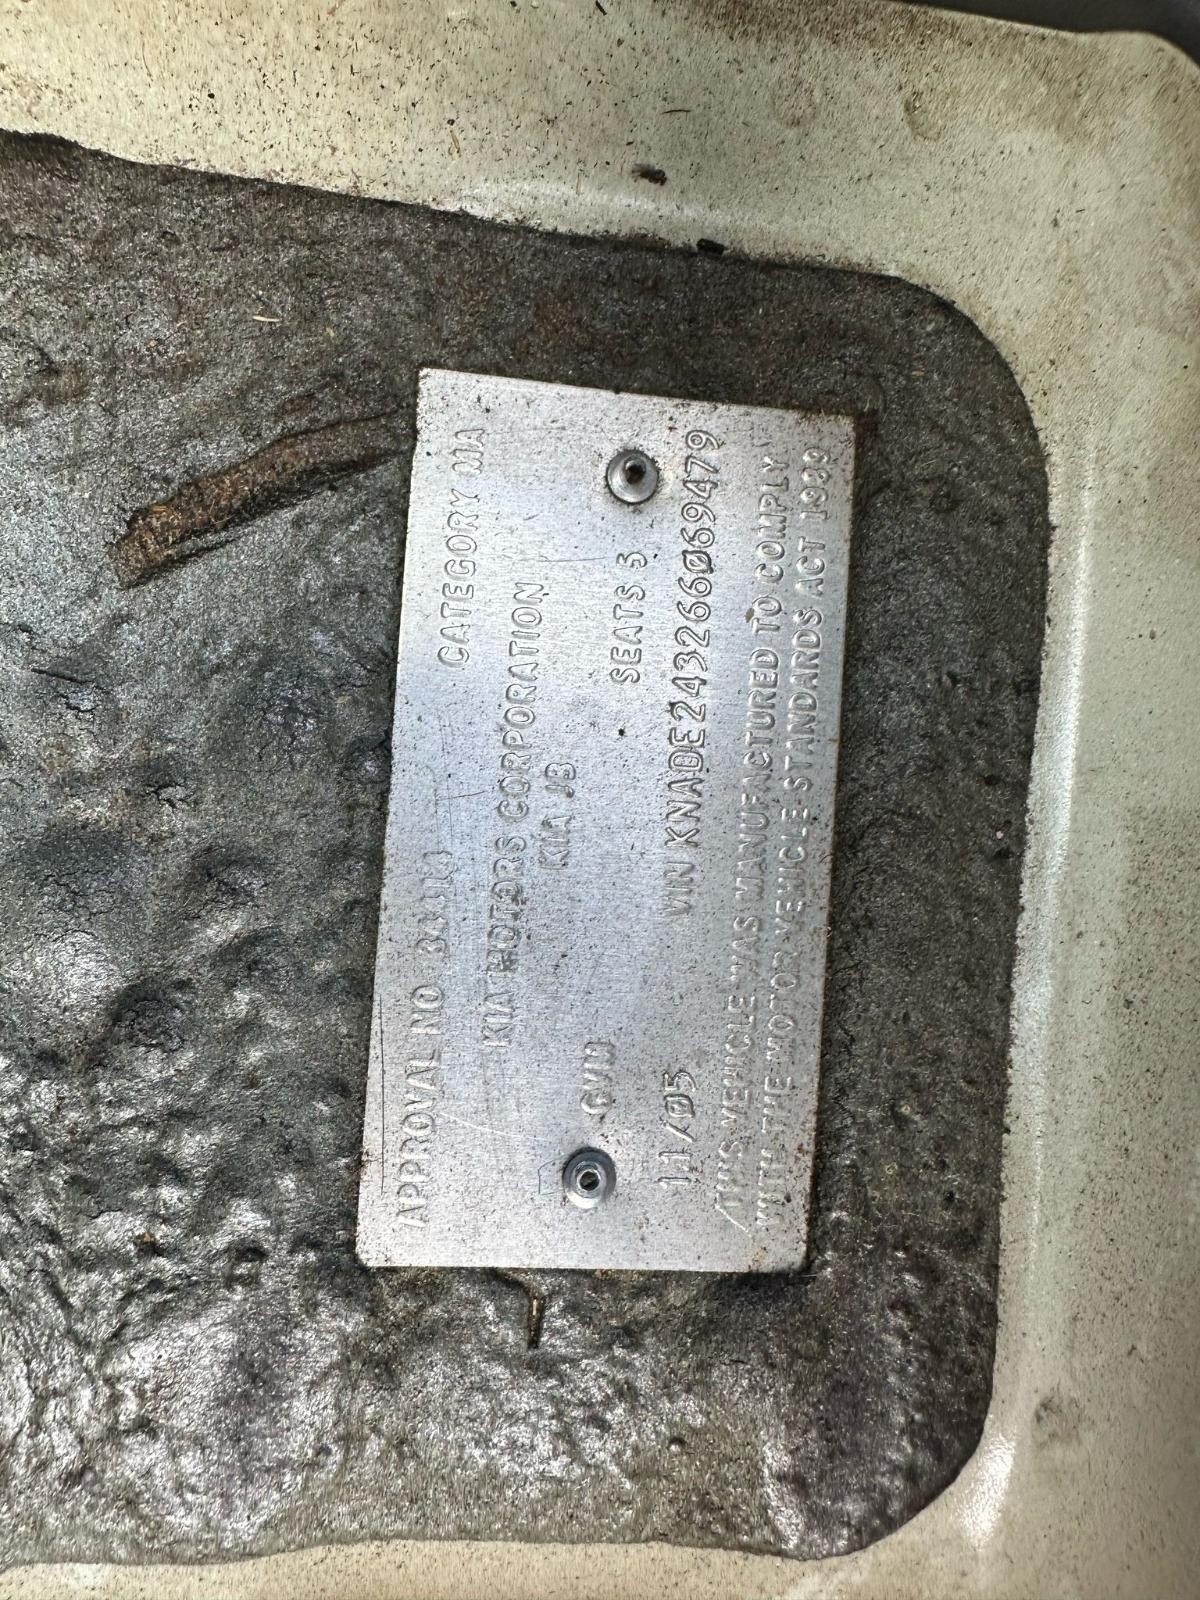 APPROVAL NO 34114 CATEGORY MA
KIA MOTORS CORPORATION
KIA JB
GVM SEATS 5
11/05 VIN KNADE243266069479
THIS VEHICLE WAS MANUFACTURED TO COMPLY
WITH THE MOTOR VEHICLE STANDARDS ACT 1989